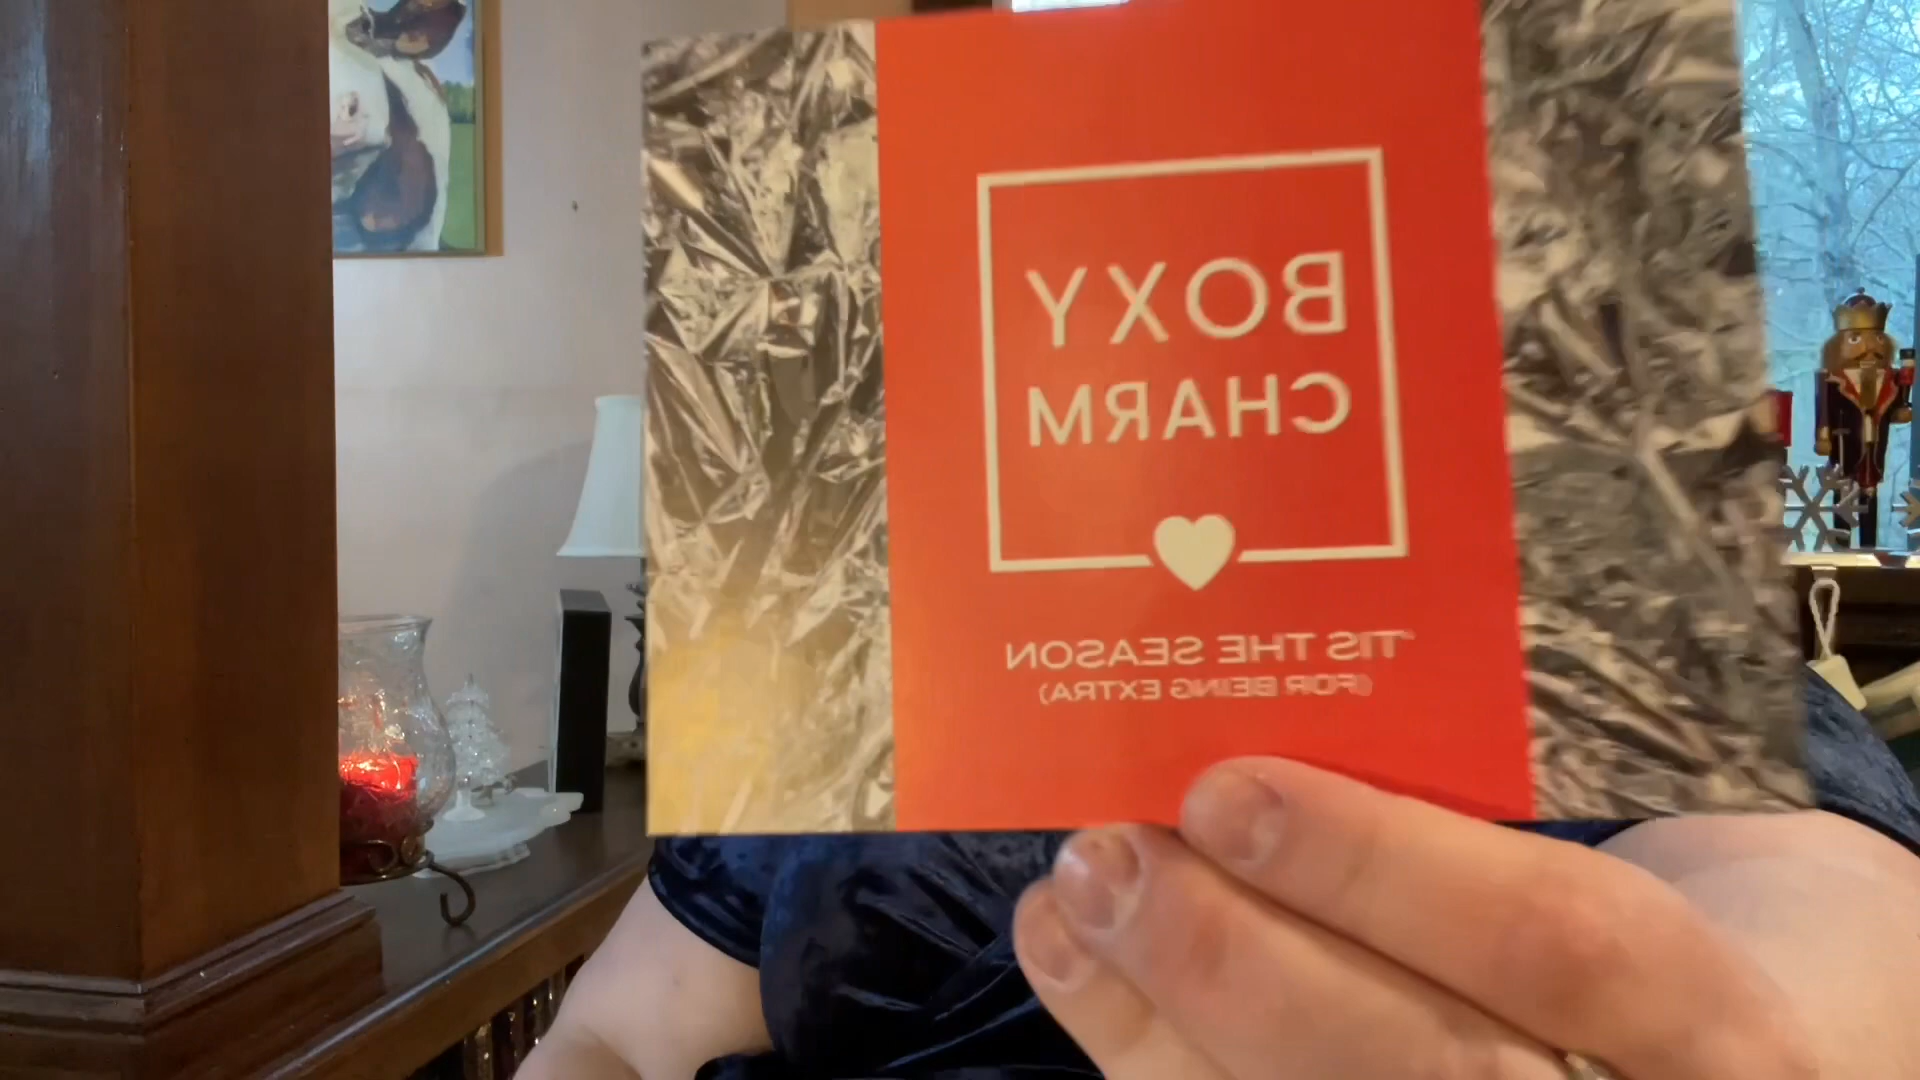 BOXY
CHARM
'TIS THE SEASON
(FOR BEING EXTRA)